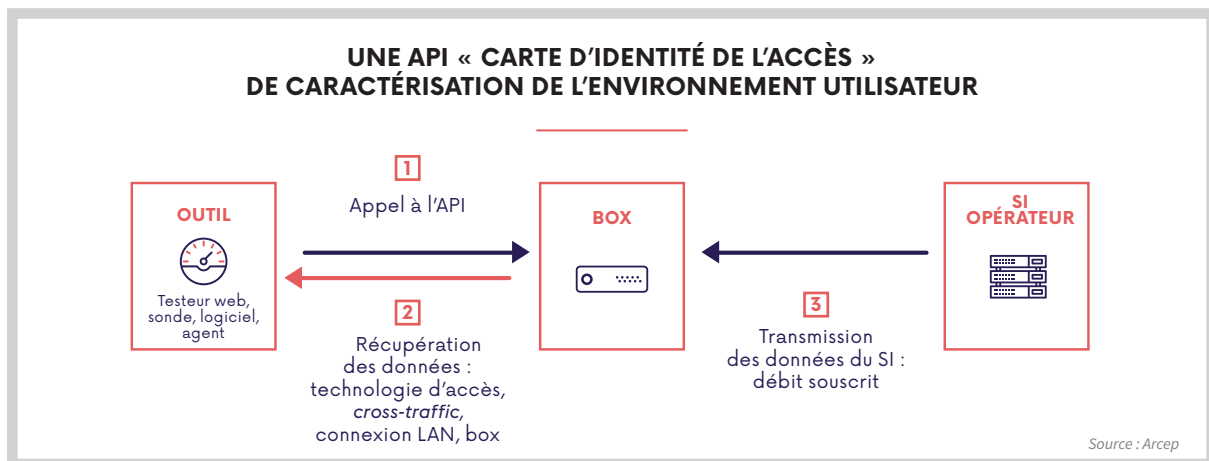 UNE API « CARTE D'IDENTITÉ DE L'ACCÈS »
DE CARACTÉRISATION DE L'ENVIRONNEMENT UTILISATEUR
OUTIL
Testeur web,
sonde, logiciel,
agent
1
Appel à l'API
2
Récupération
des données :
technologie d'accès,
cross-traffic,
connexion LAN, box
BOX
3
Transmission
des données du SI :
débit souscrit
SI
OPÉRATEUR
Source : Arcep